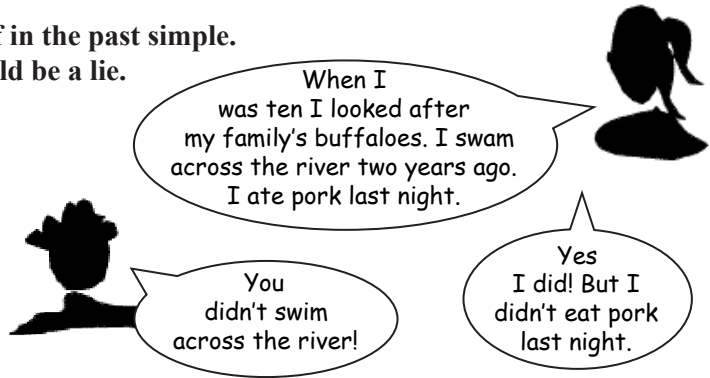 in the past simple.
be a lie.
When I
was ten I looked after
my family's buffaloes. I swam
across the river two years ago.
I ate pork last night.
You
didn't swim
across the river!
Yes
I did! But I
didn't eat pork
last night.